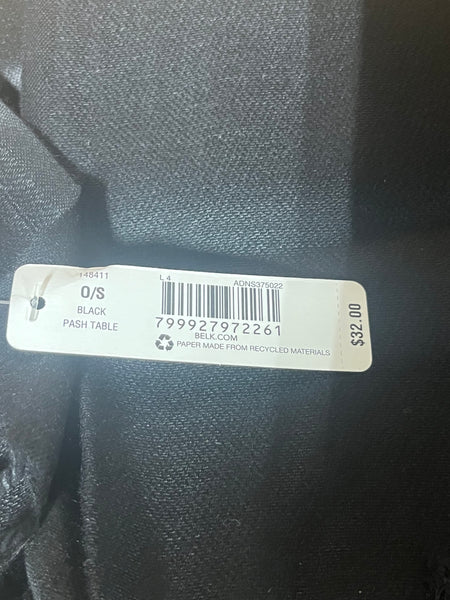 148411
O/S
BLACK
PASH TABLE
L 4
ADNS375022
799927972261
BELK.COM
PAPER MADE FROM RECYCLED MATERIALS
$32.00